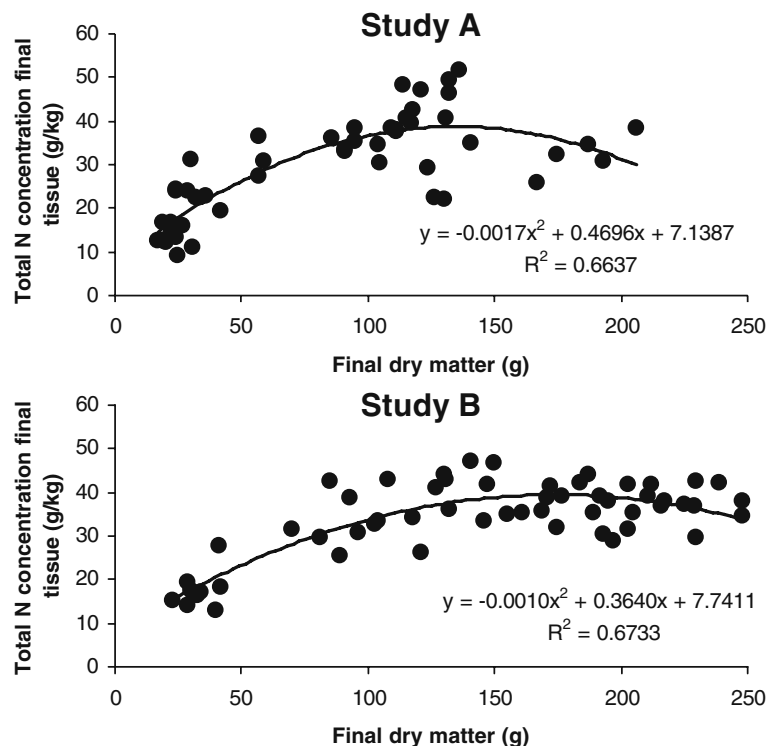 Study A
Total N concentration final
tissue (g/kg)
60
50
40
30
20
10
0
y = -0.0017x² + 0.4696x + 7.1387
R² = 0.6637
0 50 100 150 200 250
Final dry matter (g)
Study B
Total N concentration final
tissue (g/kg)
60
50
40
30
20
10
0
y = -0.0010x² + 0.3640x + 7.7411
R² = 0.6733
0 50 100 150 200 250
Final dry matter (g)